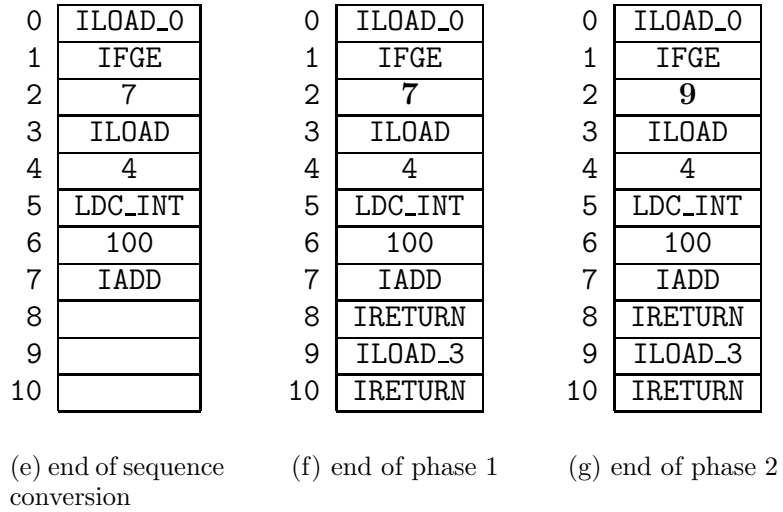 0 ILOAD_0
1 IFGE
2 7
3 ILOAD
4 4
5 LDC_INT
6 100
7 IADD
8
9
10
(e) end of sequence
conversion
0 ILOAD_0
1 IFGE
2 7
3 ILOAD
4 4
5 LDC_INT
6 100
7 IADD
8 IRETURN
9 ILOAD_3
10 IRETURN
(f) end of phase 1
0 ILOAD_0
1 IFGE
2 9
3 ILOAD
4 4
5 LDC_INT
6 100
7 IADD
8 IRETURN
9 ILOAD_3
10 IRETURN
(g) end of phase 2